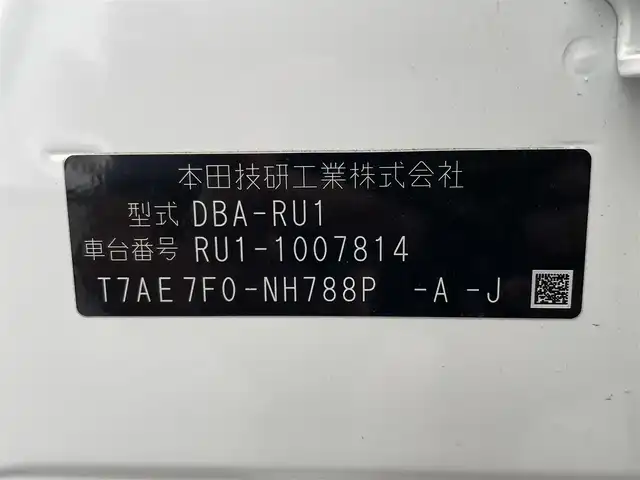 本田技研工業株式会社
型式 DBA-RU1
車台番号 RU1-1007814
T7AE7F0-NH788P -A-J